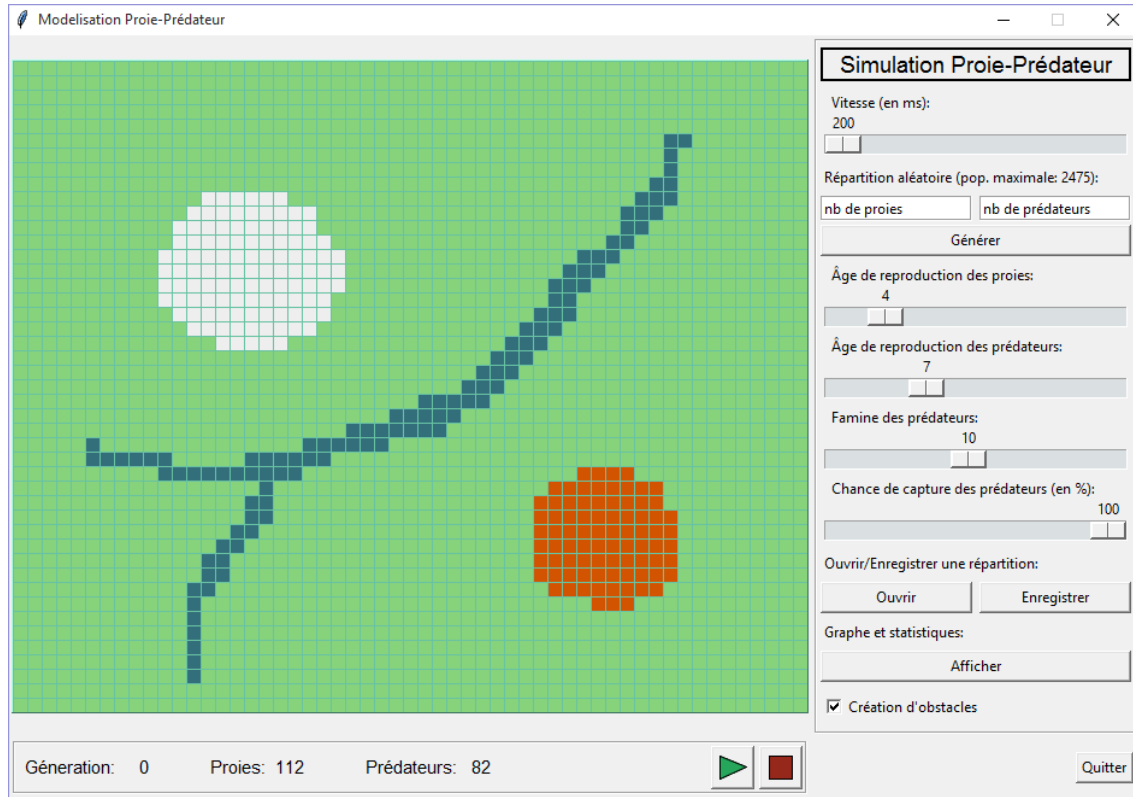 Modelisation Proie-Prédateur
Simulation Proie-Prédateur
Vitesse (en ms):
200
Répartition aléatoire (pop. maximale: 2475):
nb de proies
nb de prédateurs
Générer
Âge de reproduction des proies:
4
Âge de reproduction des prédateurs:
7
Famine des prédateurs:
10
Chance de capture des prédateurs (en %):
100
Ouvrir/Enregistrer une répartition:
Ouvrir
Enregistrer
Graphe et statistiques:
Afficher
Création d'obstacles
Géneration: 0 Proies: 112 Prédateurs: 82
Quitter